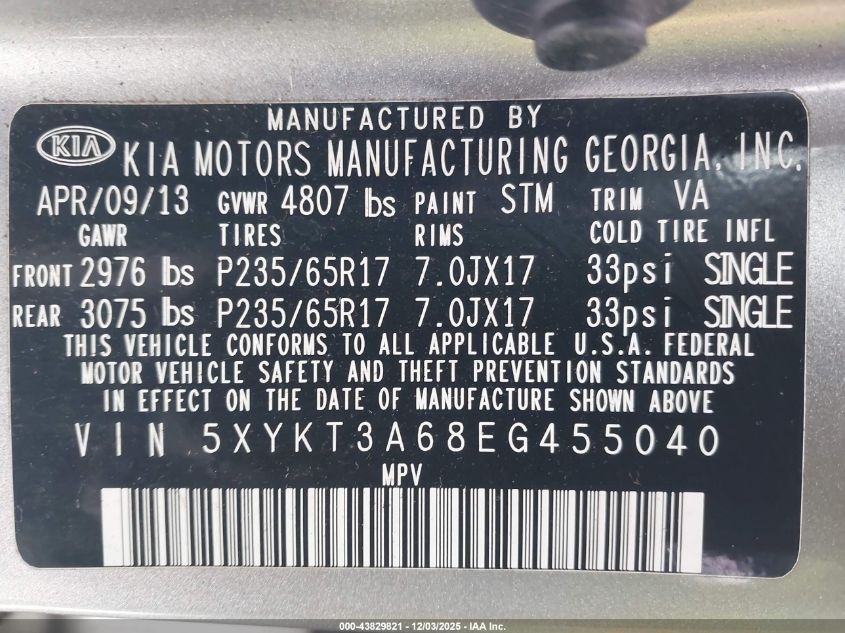 MANUFACTURED BY
KIA KIA MOTORS MANUFACTURING GEORGIA, INC.
APR/09/13 GVWR 4807 lbs PAINT STM TRIM VA
GAWR TIRES RIMS COLD TIRE INFL
FRONT 2976 lbs P235/65R17 7.0JX17 33psi SINGLE
REAR 3075 lbs P235/65R17 7.0JX17 33psi SINGLE
THIS VEHICLE CONFORMS TO ALL APPLICABLE U.S.A. FEDERAL
MOTOR VEHICLE SAFETY AND THEFT PREVENTION STANDARDS
IN EFFECT ON THE DATE OF MANUFACTURE SHOWN ABOVE
VIN 5XYKT3A68EG455040
MPV
000-43829821 - 12/03/2025 - IAA Inc.